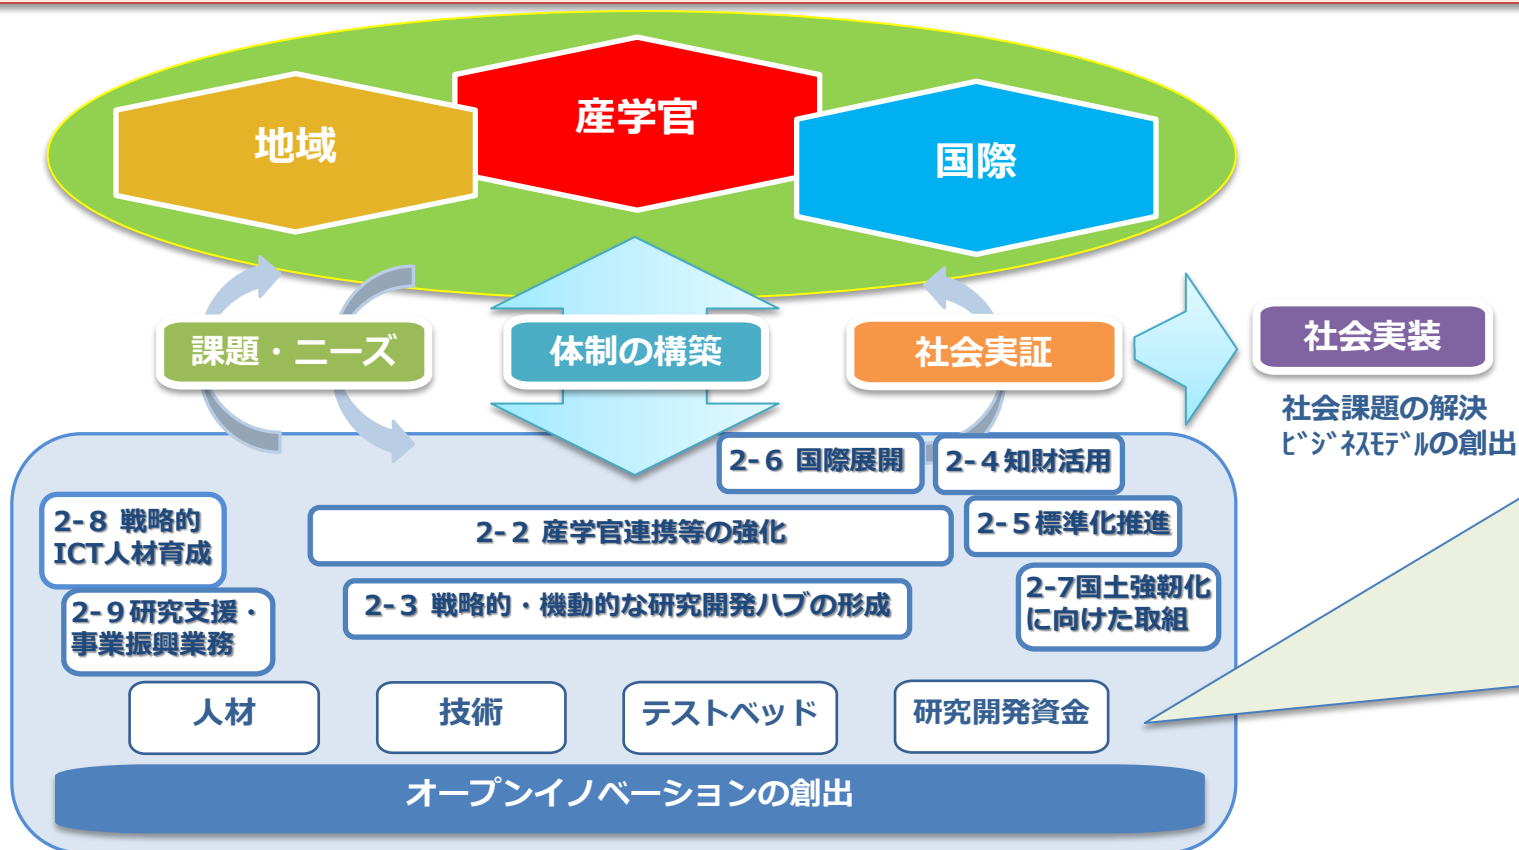 地域
産学官
国際
課題・ニーズ
体制の構築
社会実証
社会実装
社会課題の解決
ﾋﾞｼﾞﾈｽﾓﾃﾞﾙの創出
2-6 国際展開
2-4知財活用
2-8 戦略的
ICT人材育成
2-2 産学官連携等の強化
2-5標準化推進
2-9研究支援・
事業振興業務
2-3 戦略的・機動的な研究開発ハブの形成
2-7国土強靭化
に向けた取組
人材
技術
テストベッド
研究開発資金
オープンイノベーションの創出